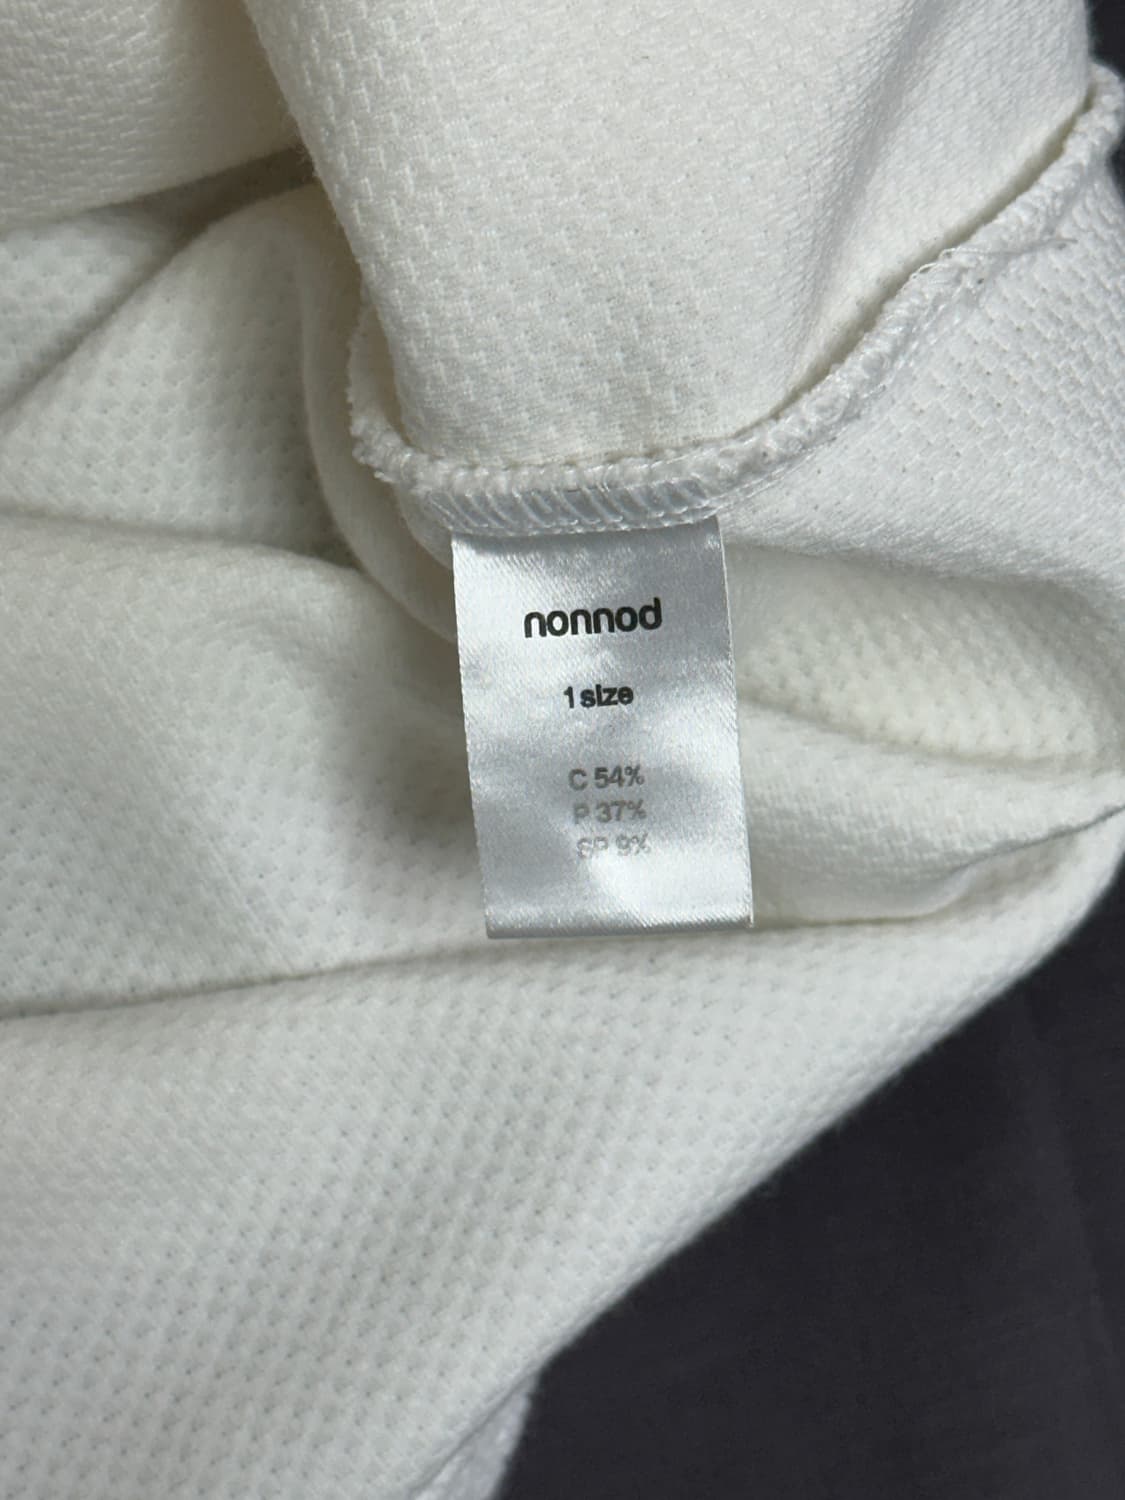 nonnod
1 size
C 54%
P 37%
SP 9%